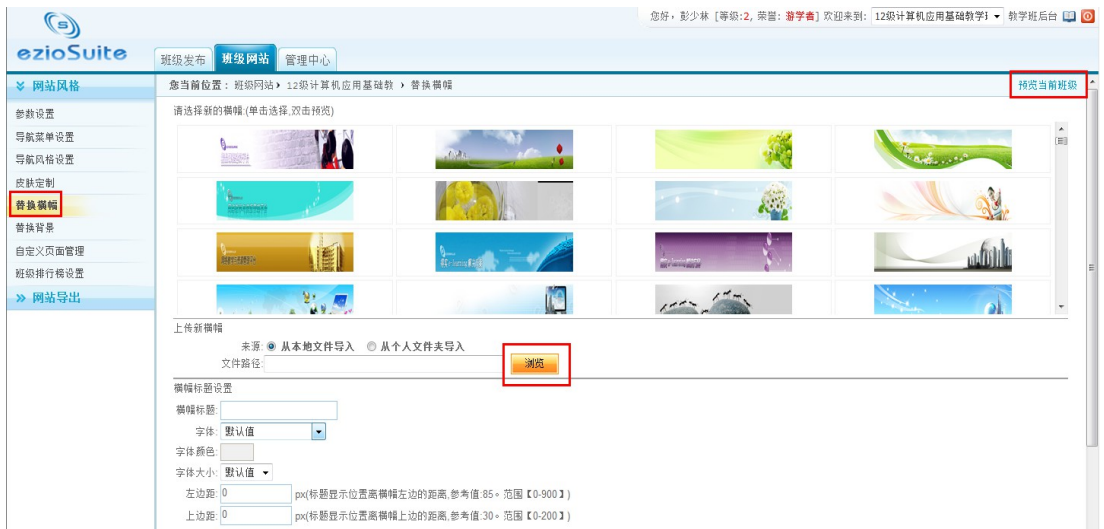 您好，彭少林 [等级:2, 荣誉: 游学者] 欢迎来到: 12级计算机应用基础教学 教学班后台
ezioSuite
班级发布 班级网站 管理中心
网站风格
您当前位置： 班级网站 12级计算机应用基础教 替换横幅
预览当前班级
参数设置
导航菜单设置
导航风格设置
皮肤定制
替换横幅
替换背景
自定义页面管理
班级排行榜设置
网站导出
请选择新的横幅:(单击选择,双击预览)
上传新横幅
来源: 从本地文件导入 从个人文件夹导入
文件路径: 浏览
横幅标题设置
横幅标题:
字体: 默认值
字体颜色:
字体大小: 默认值
左边距: 0 px(标题显示位置离横幅左边的距离,参考值:85。范围【0-900】)
上边距: 0 px(标题显示位置离横幅上边的距离,参考值:30。范围【0-200】)